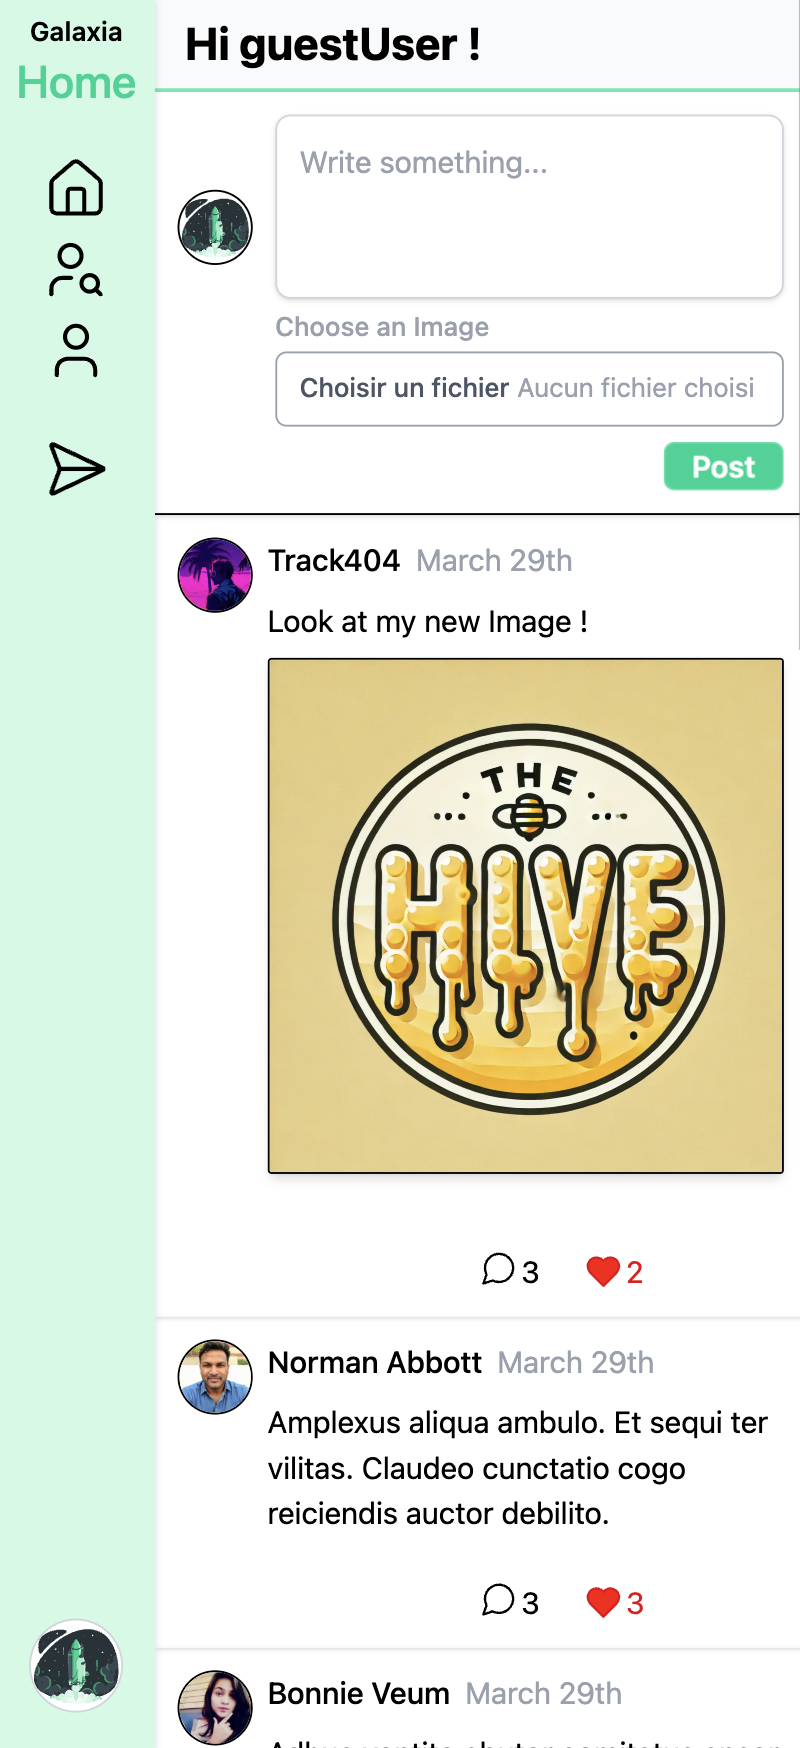 Galaxia
Home
Hi guestUser !
Write something...
Choose an Image
Choisir un fichier Aucun fichier choisi
Post
Track404 March 29th
Look at my new Image !
THE
HIVE
3 2
Norman Abbott March 29th
Amplexus aliqua ambulo. Et sequi ter
vilitas. Claudeo cunctatio cogo
reiciendis auctor debilito.
3 3
Bonnie Veum March 29th